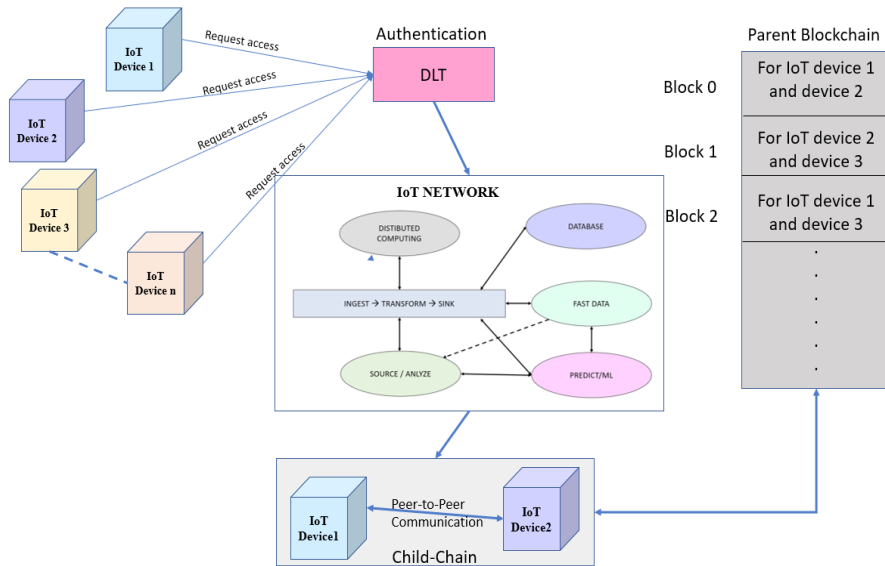 Authentication
DLT
IoT
Device 1
Request access
IoT
Device 2
Request access
IoT
Device 3
Request access
IoT
Device n
Request access
IoT NETWORK
DISTIBUTED
COMPUTING
DATABASE
INGEST → TRANSFORM → SINK
FAST DATA
SOURCE / ANLYZE
PREDICT/ML
Parent Blockchain
Block 0
For IoT device 1
and device 2
Block 1
For IoT device 2
and device 3
Block 2
For IoT device 1
and device 3
IoT
Device1
Peer-to-Peer
Communication
IoT
Device2
Child-Chain